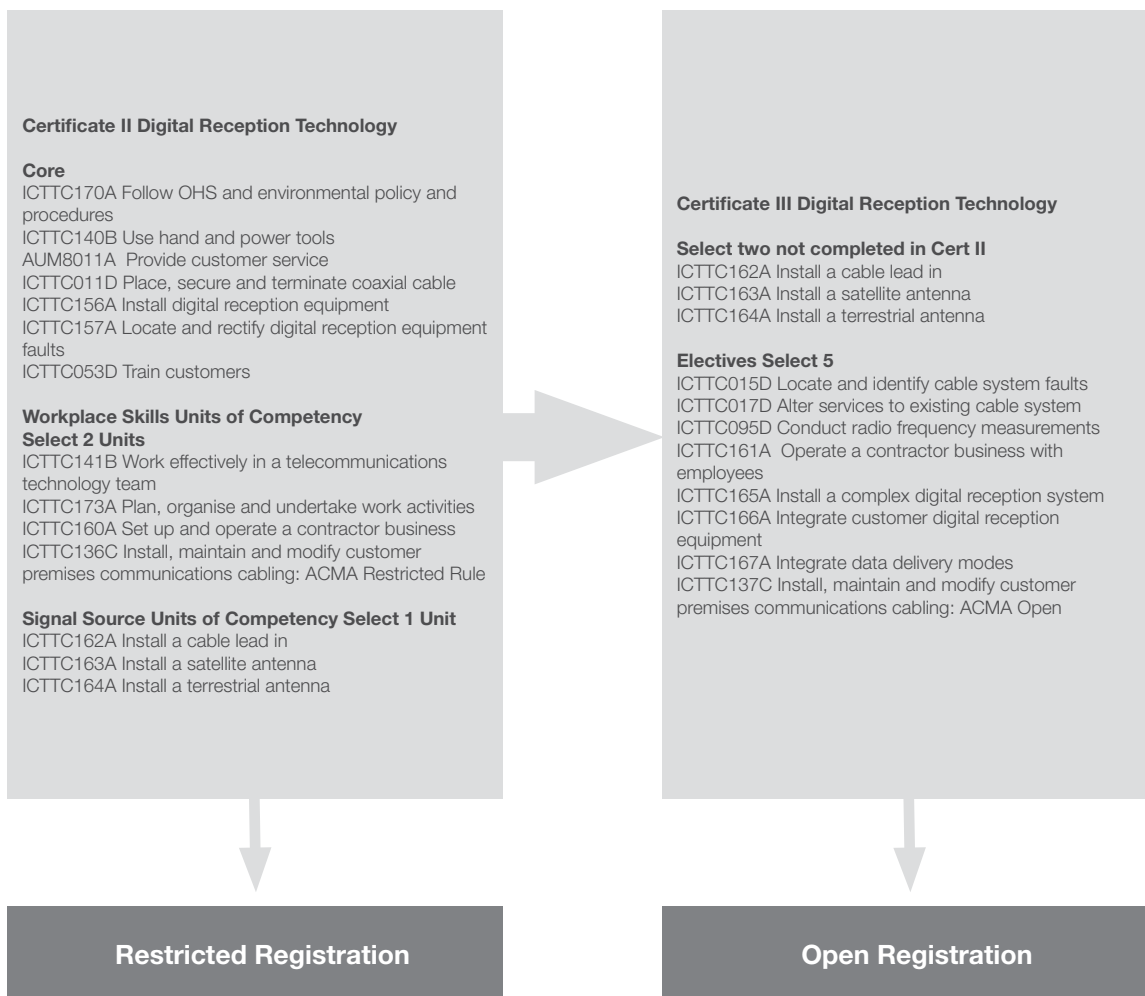 Certificate II Digital Reception Technology
Core
ICTTC170A Follow OHS and environmental policy and
procedures
ICTTC140B Use hand and power tools
AUM8011A Provide customer service
ICTTC011D Place, secure and terminate coaxial cable
ICTTC156A Install digital reception equipment
ICTTC157A Locate and rectify digital reception equipment
faults
ICTTC053D Train customers
Workplace Skills Units of Competency
Select 2 Units
ICTTC141B Work effectively in a telecommunications
technology team
ICTTC173A Plan, organise and undertake work activities
ICTTC160A Set up and operate a contractor business
ICTTC136C Install, maintain and modify customer
premises communications cabling: ACMA Restricted Rule
Signal Source Units of Competency Select 1 Unit
ICTTC162A Install a cable lead in
ICTTC163A Install a satellite antenna
ICTTC164A Install a terrestrial antenna
Restricted Registration
Certificate III Digital Reception Technology
Select two not completed in Cert II
ICTTC162A Install a cable lead in
ICTTC163A Install a satellite antenna
ICTTC164A Install a terrestrial antenna
Electives Select 5
ICTTC015D Locate and identify cable system faults
ICTTC017D Alter services to existing cable system
ICTTC095D Conduct radio frequency measurements
ICTTC161A Operate a contractor business with
employees
ICTTC165A Install a complex digital reception system
ICTTC166A Integrate customer digital reception
equipment
ICTTC167A Integrate data delivery modes
ICTTC137C Install, maintain and modify customer
premises communications cabling: ACMA Open
Open Registration